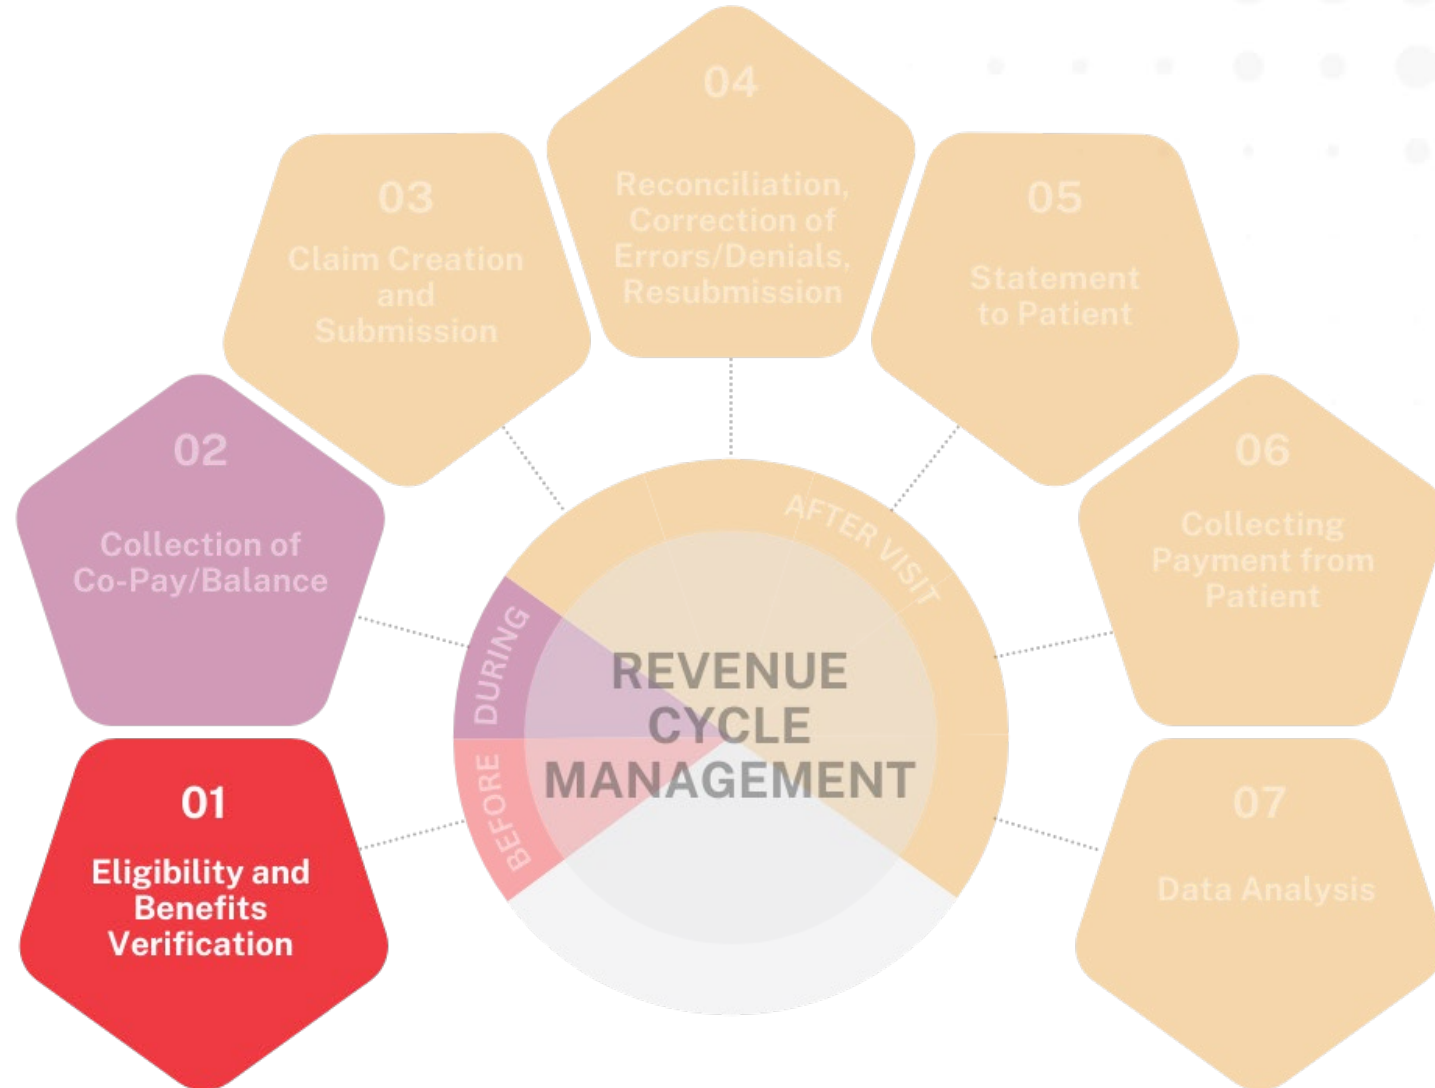 04
Reconciliation,
Correction of
Errors/Denials,
Resubmission
03
Claim Creation
and
Submission
05
Statement
to Patient
02
Collection of
Co-Pay/Balance
06
Collecting
Payment from
Patient
01
Eligibility and
Benefits
Verification
07
Data Analysis
BEFORE
DURING
AFTER VISIT
REVENUE
CYCLE
MANAGEMENT